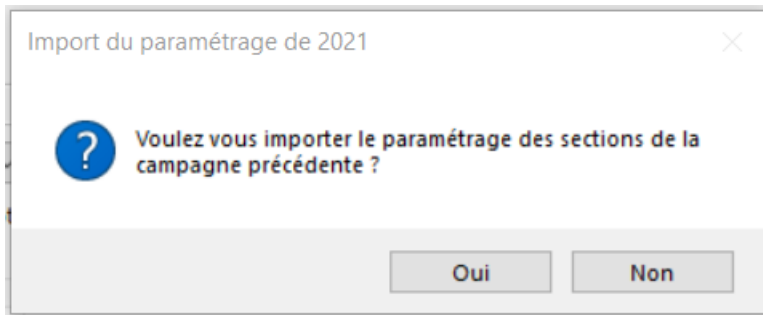 Import du paramétrage de 2021
Voulez vous importer le paramétrage des sections de la
campagne précédente ?
Oui
Non